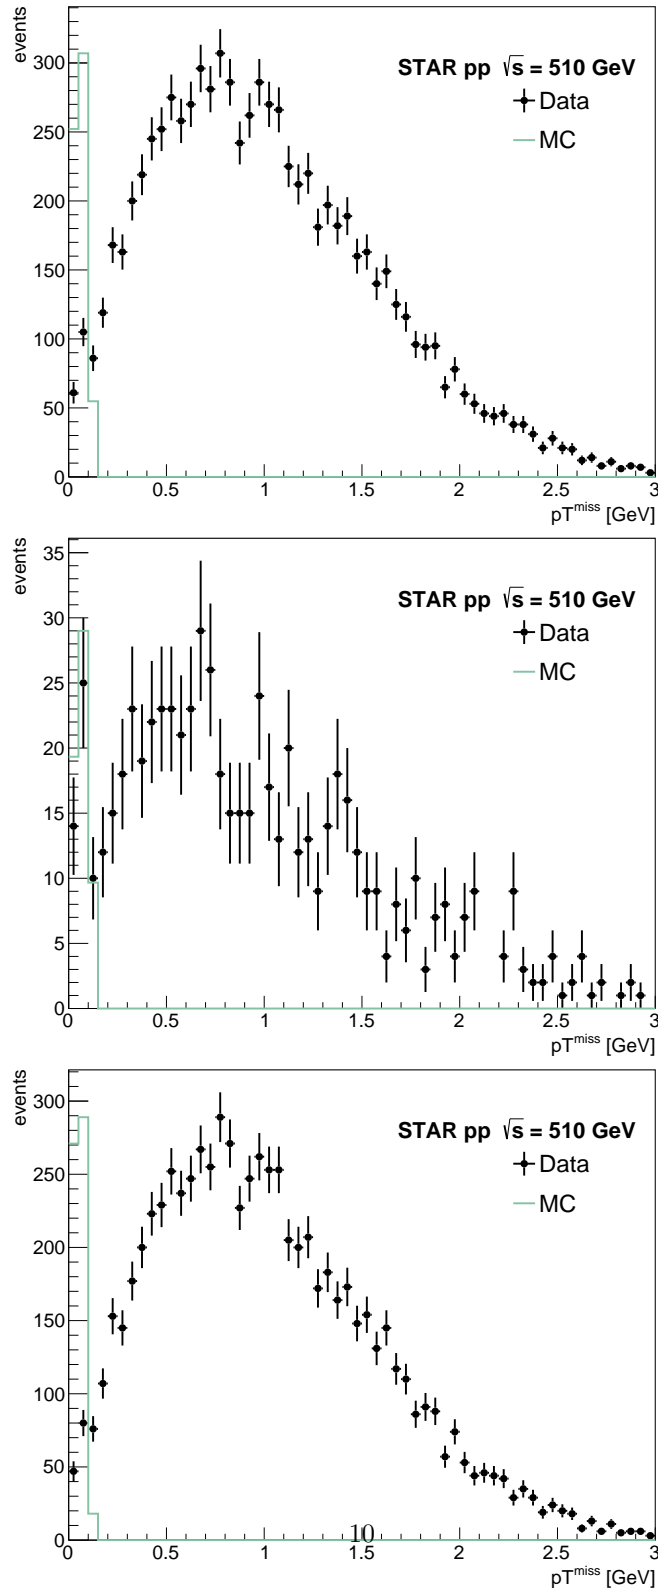 events
300
250
200
150
100
50
0
STAR pp √s = 510 GeV
Data
MC
0 0.5 1 1.5 2 2.5 3
pT^miss [GeV]
events
35
30
25
20
15
10
5
0
STAR pp √s = 510 GeV
Data
MC
0 0.5 1 1.5 2 2.5 3
pT^miss [GeV]
events
300
250
200
150
100
50
0
STAR pp √s = 510 GeV
Data
MC
10
0 0.5 1 1.5 2 2.5 3
pT^miss [GeV]